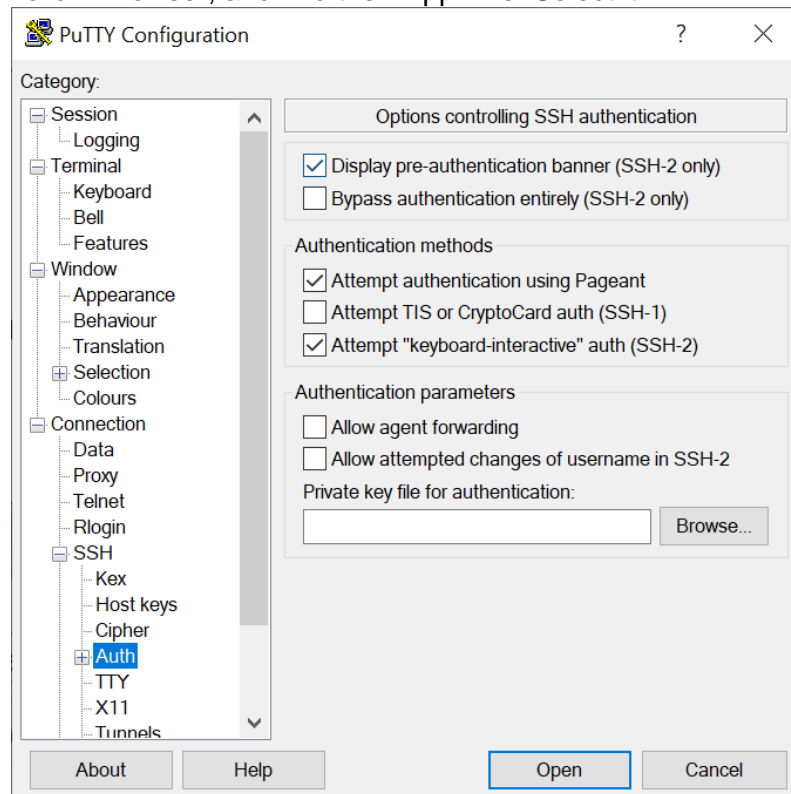 PuTTY Configuration
?
Category:
Session
Logging
Terminal
Keyboard
Bell
Features
Window
Appearance
Behaviour
Translation
Selection
Colours
Connection
Data
Proxy
Telnet
Rlogin
SSH
Kex
Host keys
Cipher
Auth
TTY
X11
Tunnels
Options controlling SSH authentication
Display pre-authentication banner (SSH-2 only)
Bypass authentication entirely (SSH-2 only)
Authentication methods
Attempt authentication using Pageant
Attempt TIS or CryptoCard auth (SSH-1)
Attempt "keyboard-interactive" auth (SSH-2)
Authentication parameters
Allow agent forwarding
Allow attempted changes of username in SSH-2
Private key file for authentication:
Browse...
About
Help
Open
Cancel